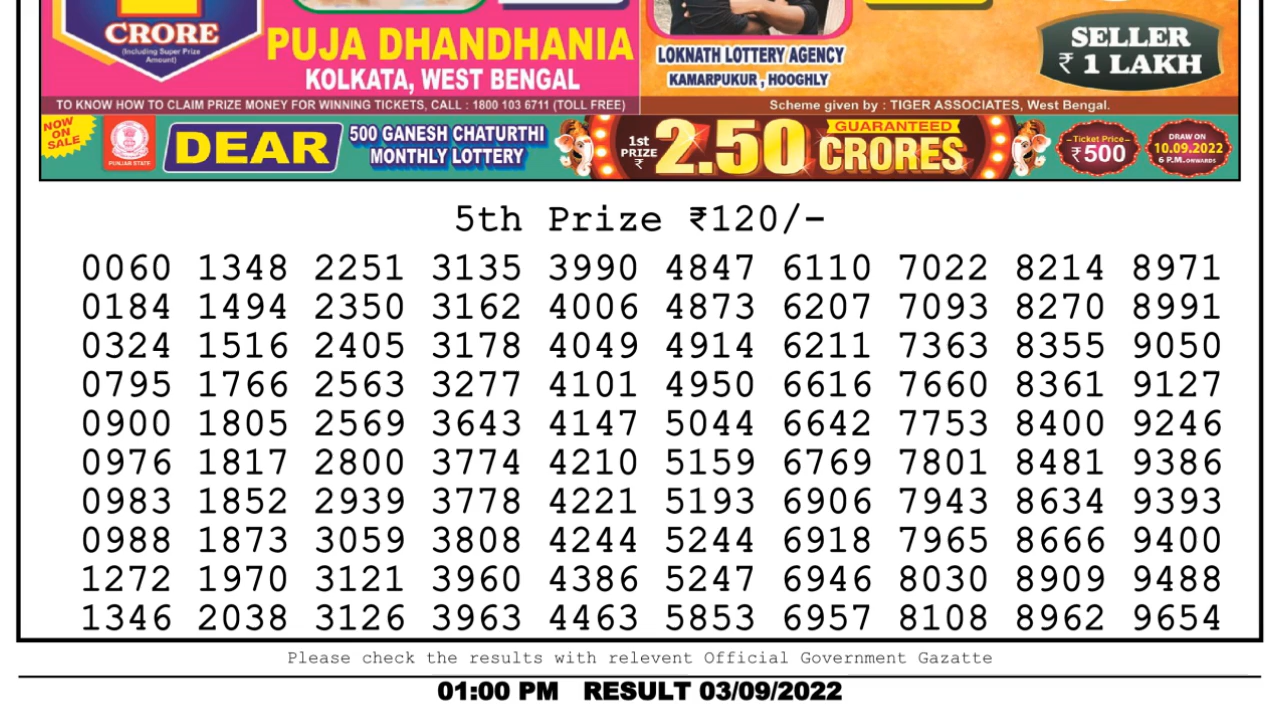 CRORE
(Including Super Prize
Amount)
PUJA DHANDHANIA
KOLKATA, WEST BENGAL
LOKNATH LOTTERY AGENCY
KAMARPUKUR , HOOGHLY
SELLER
₹ 1 LAKH
TO KNOW HOW TO CLAIM PRIZE MONEY FOR WINNING TICKETS, CALL : 1800 103 6711 (TOLL FREE)
Scheme given by : TIGER ASSOCIATES, West Bengal.
NOW
ON
SALE
PUNJAB STATE
DEAR
500 GANESH CHATURTHI
MONTHLY LOTTERY
1st
PRIZE
₹
2.50
GUARANTEED
CRORES
Ticket Price
₹500
DRAW ON
10.09.2022
6 P.M. ONWARDS
5th Prize ₹120/-
0060 1348 2251 3135 3990 4847 6110 7022 8214 8971
0184 1494 2350 3162 4006 4873 6207 7093 8270 8991
0324 1516 2405 3178 4049 4914 6211 7363 8355 9050
0795 1766 2563 3277 4101 4950 6616 7660 8361 9127
0900 1805 2569 3643 4147 5044 6642 7753 8400 9246
0976 1817 2800 3774 4210 5159 6769 7801 8481 9386
0983 1852 2939 3778 4221 5193 6906 7943 8634 9393
0988 1873 3059 3808 4244 5244 6918 7965 8666 9400
1272 1970 3121 3960 4386 5247 6946 8030 8909 9488
1346 2038 3126 3963 4463 5853 6957 8108 8962 9654
Please check the results with relevent Official Government Gazatte
01:00 PM RESULT 03/09/2022